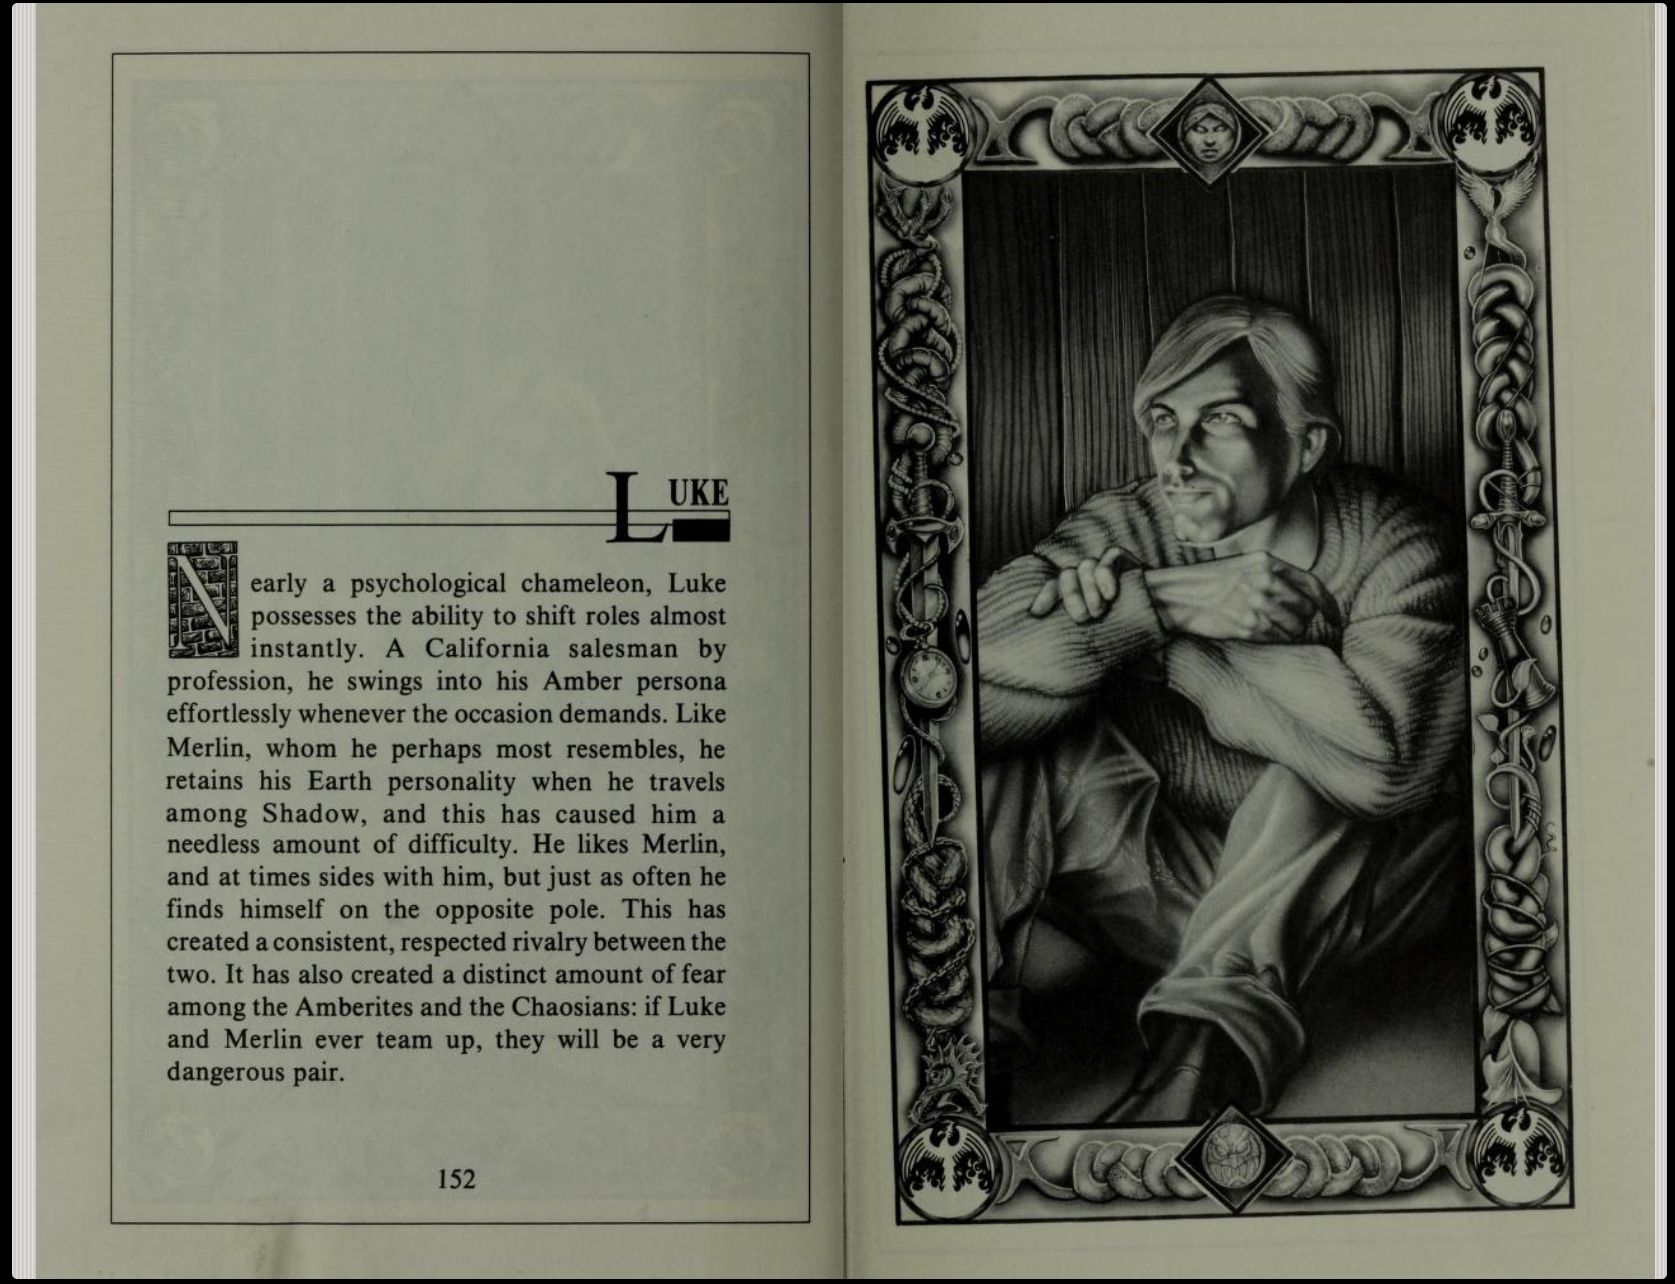 LUKE
Nearly a psychological chameleon, Luke
possesses the ability to shift roles almost
instantly. A California salesman by
profession, he swings into his Amber persona
effortlessly whenever the occasion demands. Like
Merlin, whom he perhaps most resembles, he
retains his Earth personality when he travels
among Shadow, and this has caused him a
needless amount of difficulty. He likes Merlin,
and at times sides with him, but just as often he
finds himself on the opposite pole. This has
created a consistent, respected rivalry between the
two. It has also created a distinct amount of fear
among the Amberites and the Chaosians: if Luke
and Merlin ever team up, they will be a very
dangerous pair.
152